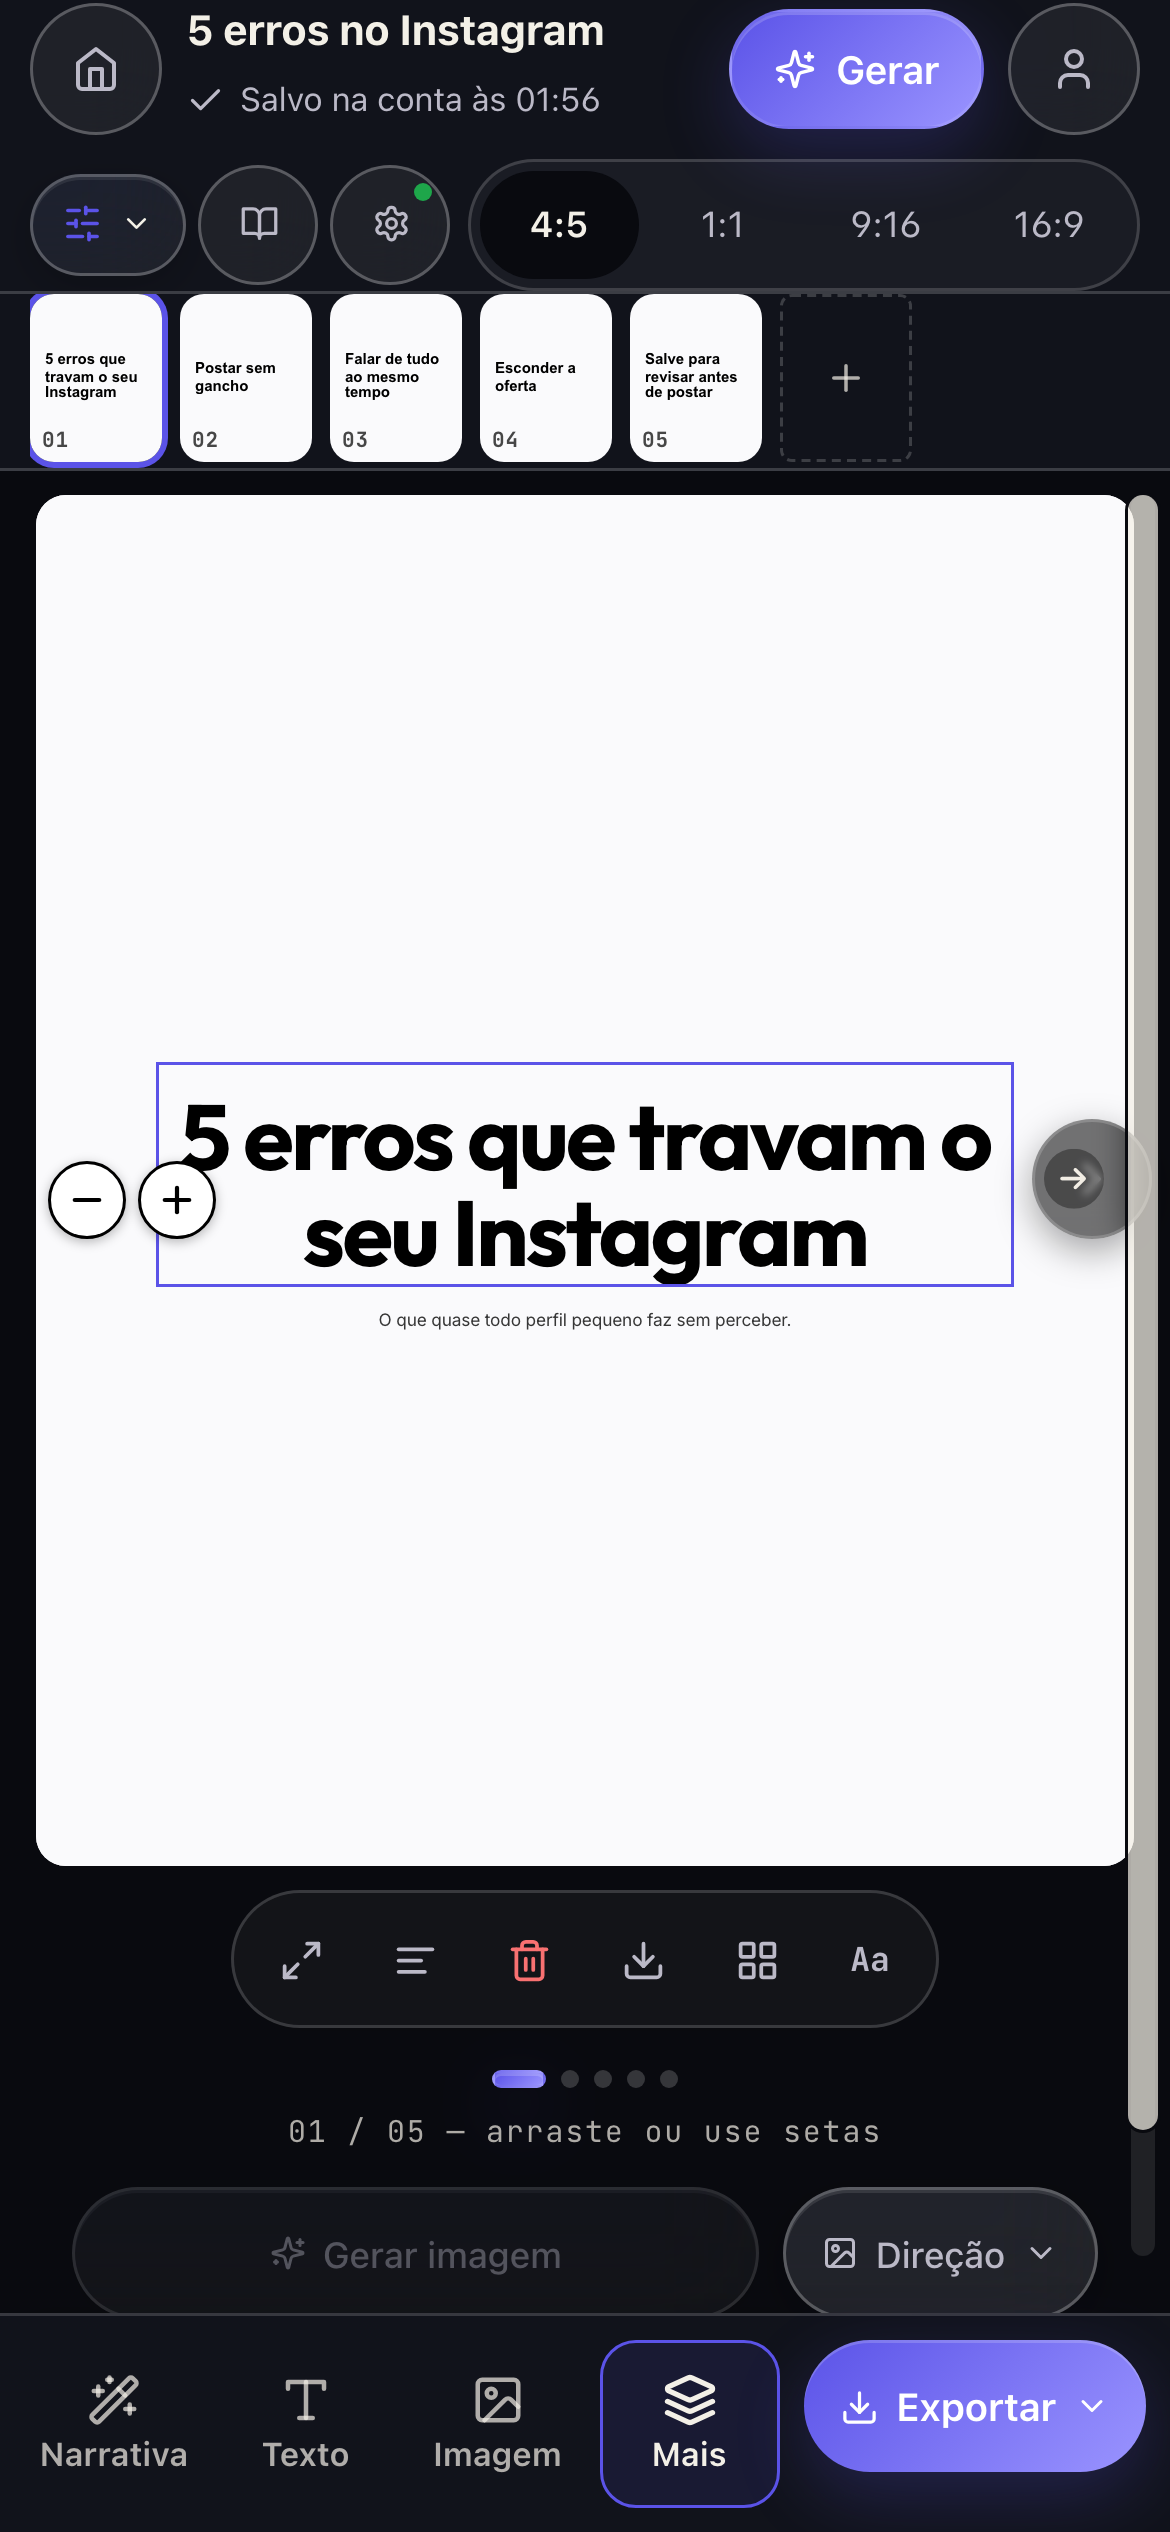 5 erros no Instagram
Salvo na conta às 01:56
Gerar
4:5
1:1
9:16
16:9
5 erros que
travam o seu
Instagram
01
Postar sem
gancho
02
Falar de tudo
ao mesmo
tempo
03
Esconder a
oferta
04
Salve para
revisar antes
de postar
05
5 erros que travam o
seu Instagram
O que quase todo perfil pequeno faz sem perceber.
Aa
01 / 05 — arraste ou use setas
Gerar imagem
Direção
Narrativa
Texto
Imagem
Mais
Exportar